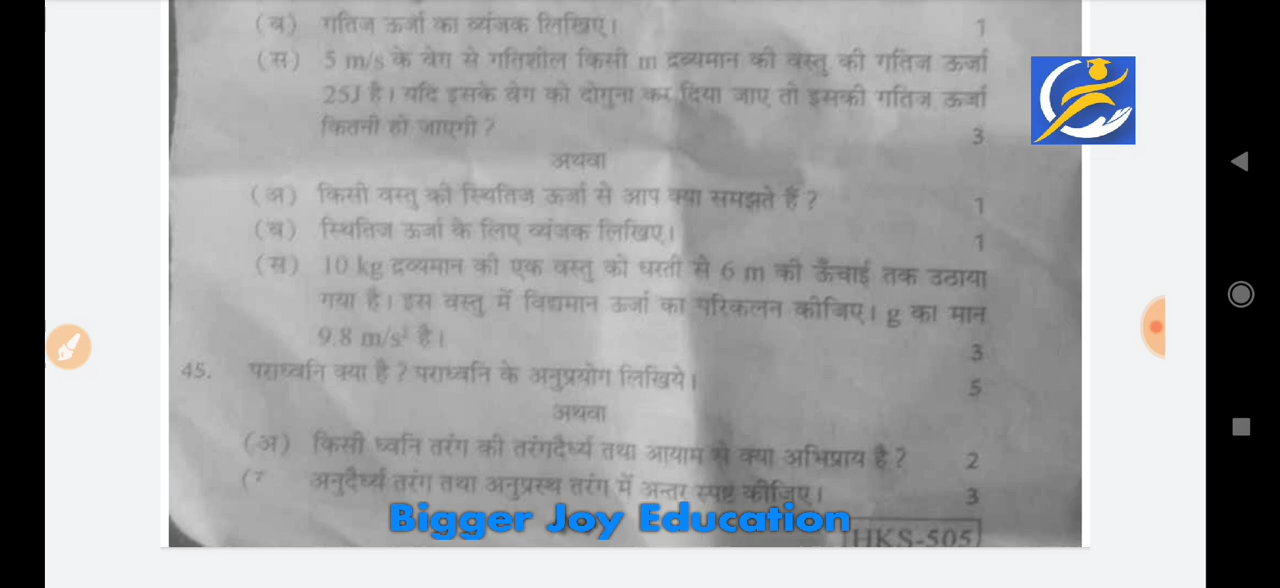 (ब) गतिज ऊर्जा का व्यंजक लिखिए। 1
(स) 5 m/s के वेग से गतिशील किसी m द्रव्यमान की वस्तु की गतिज ऊर्जा
25J है। यदि इसके वेग को दोगुना कर दिया जाए तो इसकी गतिज ऊर्जा
कितनी हो जाएगी? 3
अथवा
(अ) किसी वस्तु की स्थितिज ऊर्जा से आप क्या समझते हैं? 1
(ब) स्थितिज ऊर्जा के लिए व्यंजक लिखिए। 1
(स) 10 kg द्रव्यमान की एक वस्तु को धरती से 6 m की ऊँचाई तक उठाया
गया है। इस वस्तु में विद्यमान ऊर्जा का परिकलन कीजिए। g का मान
9.8 m/s² है। 3
45. पराध्वनि क्या है? पराध्वनि के अनुप्रयोग लिखिये। 5
अथवा
(अ) किसी ध्वनि तरंग की तरंगदैर्ध्य तथा आयाम से क्या अभिप्राय है? 2
अनुदैर्ध्य तरंग तथा अनुप्रस्थ तरंग में अन्तर स्पष्ट कीजिए। 3
Bigger Joy Education
HKS-505